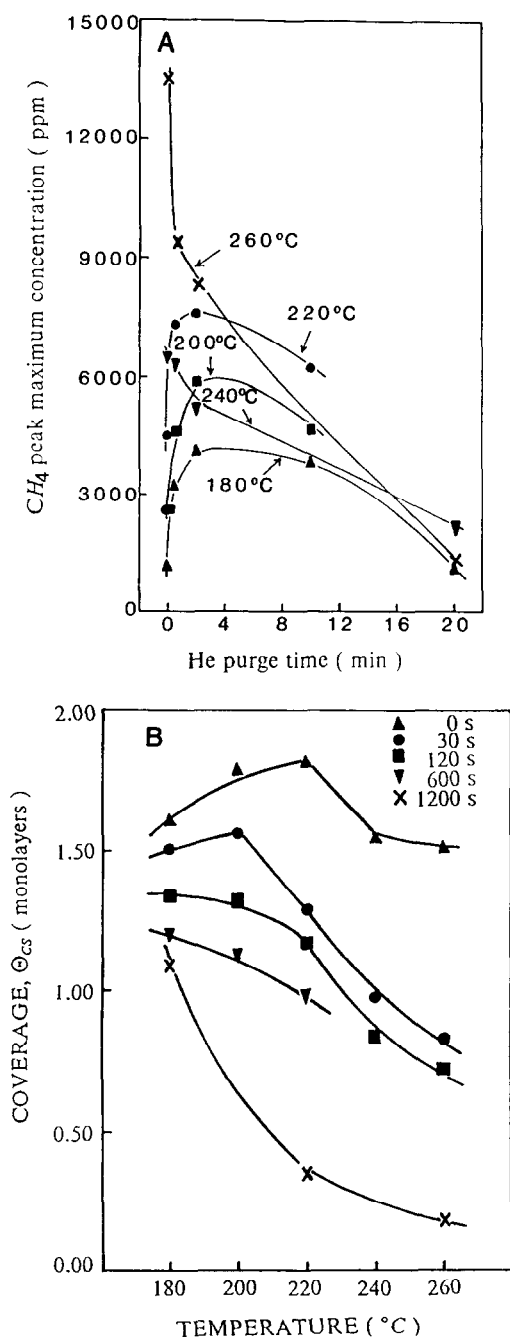 A
15000
12000
9000
6000
3000
0
CH4 peak maximum concentration ( ppm )
260°C
220°C
200°C
240°C
180°C
0 4 8 12 16 20
He purge time ( min )
B
2.00
1.50
1.00
0.50
0.00
COVERAGE, Θcs ( monolayers )
0 s
30 s
120 s
600 s
1200 s
180 200 220 240 260
TEMPERATURE ( °C )